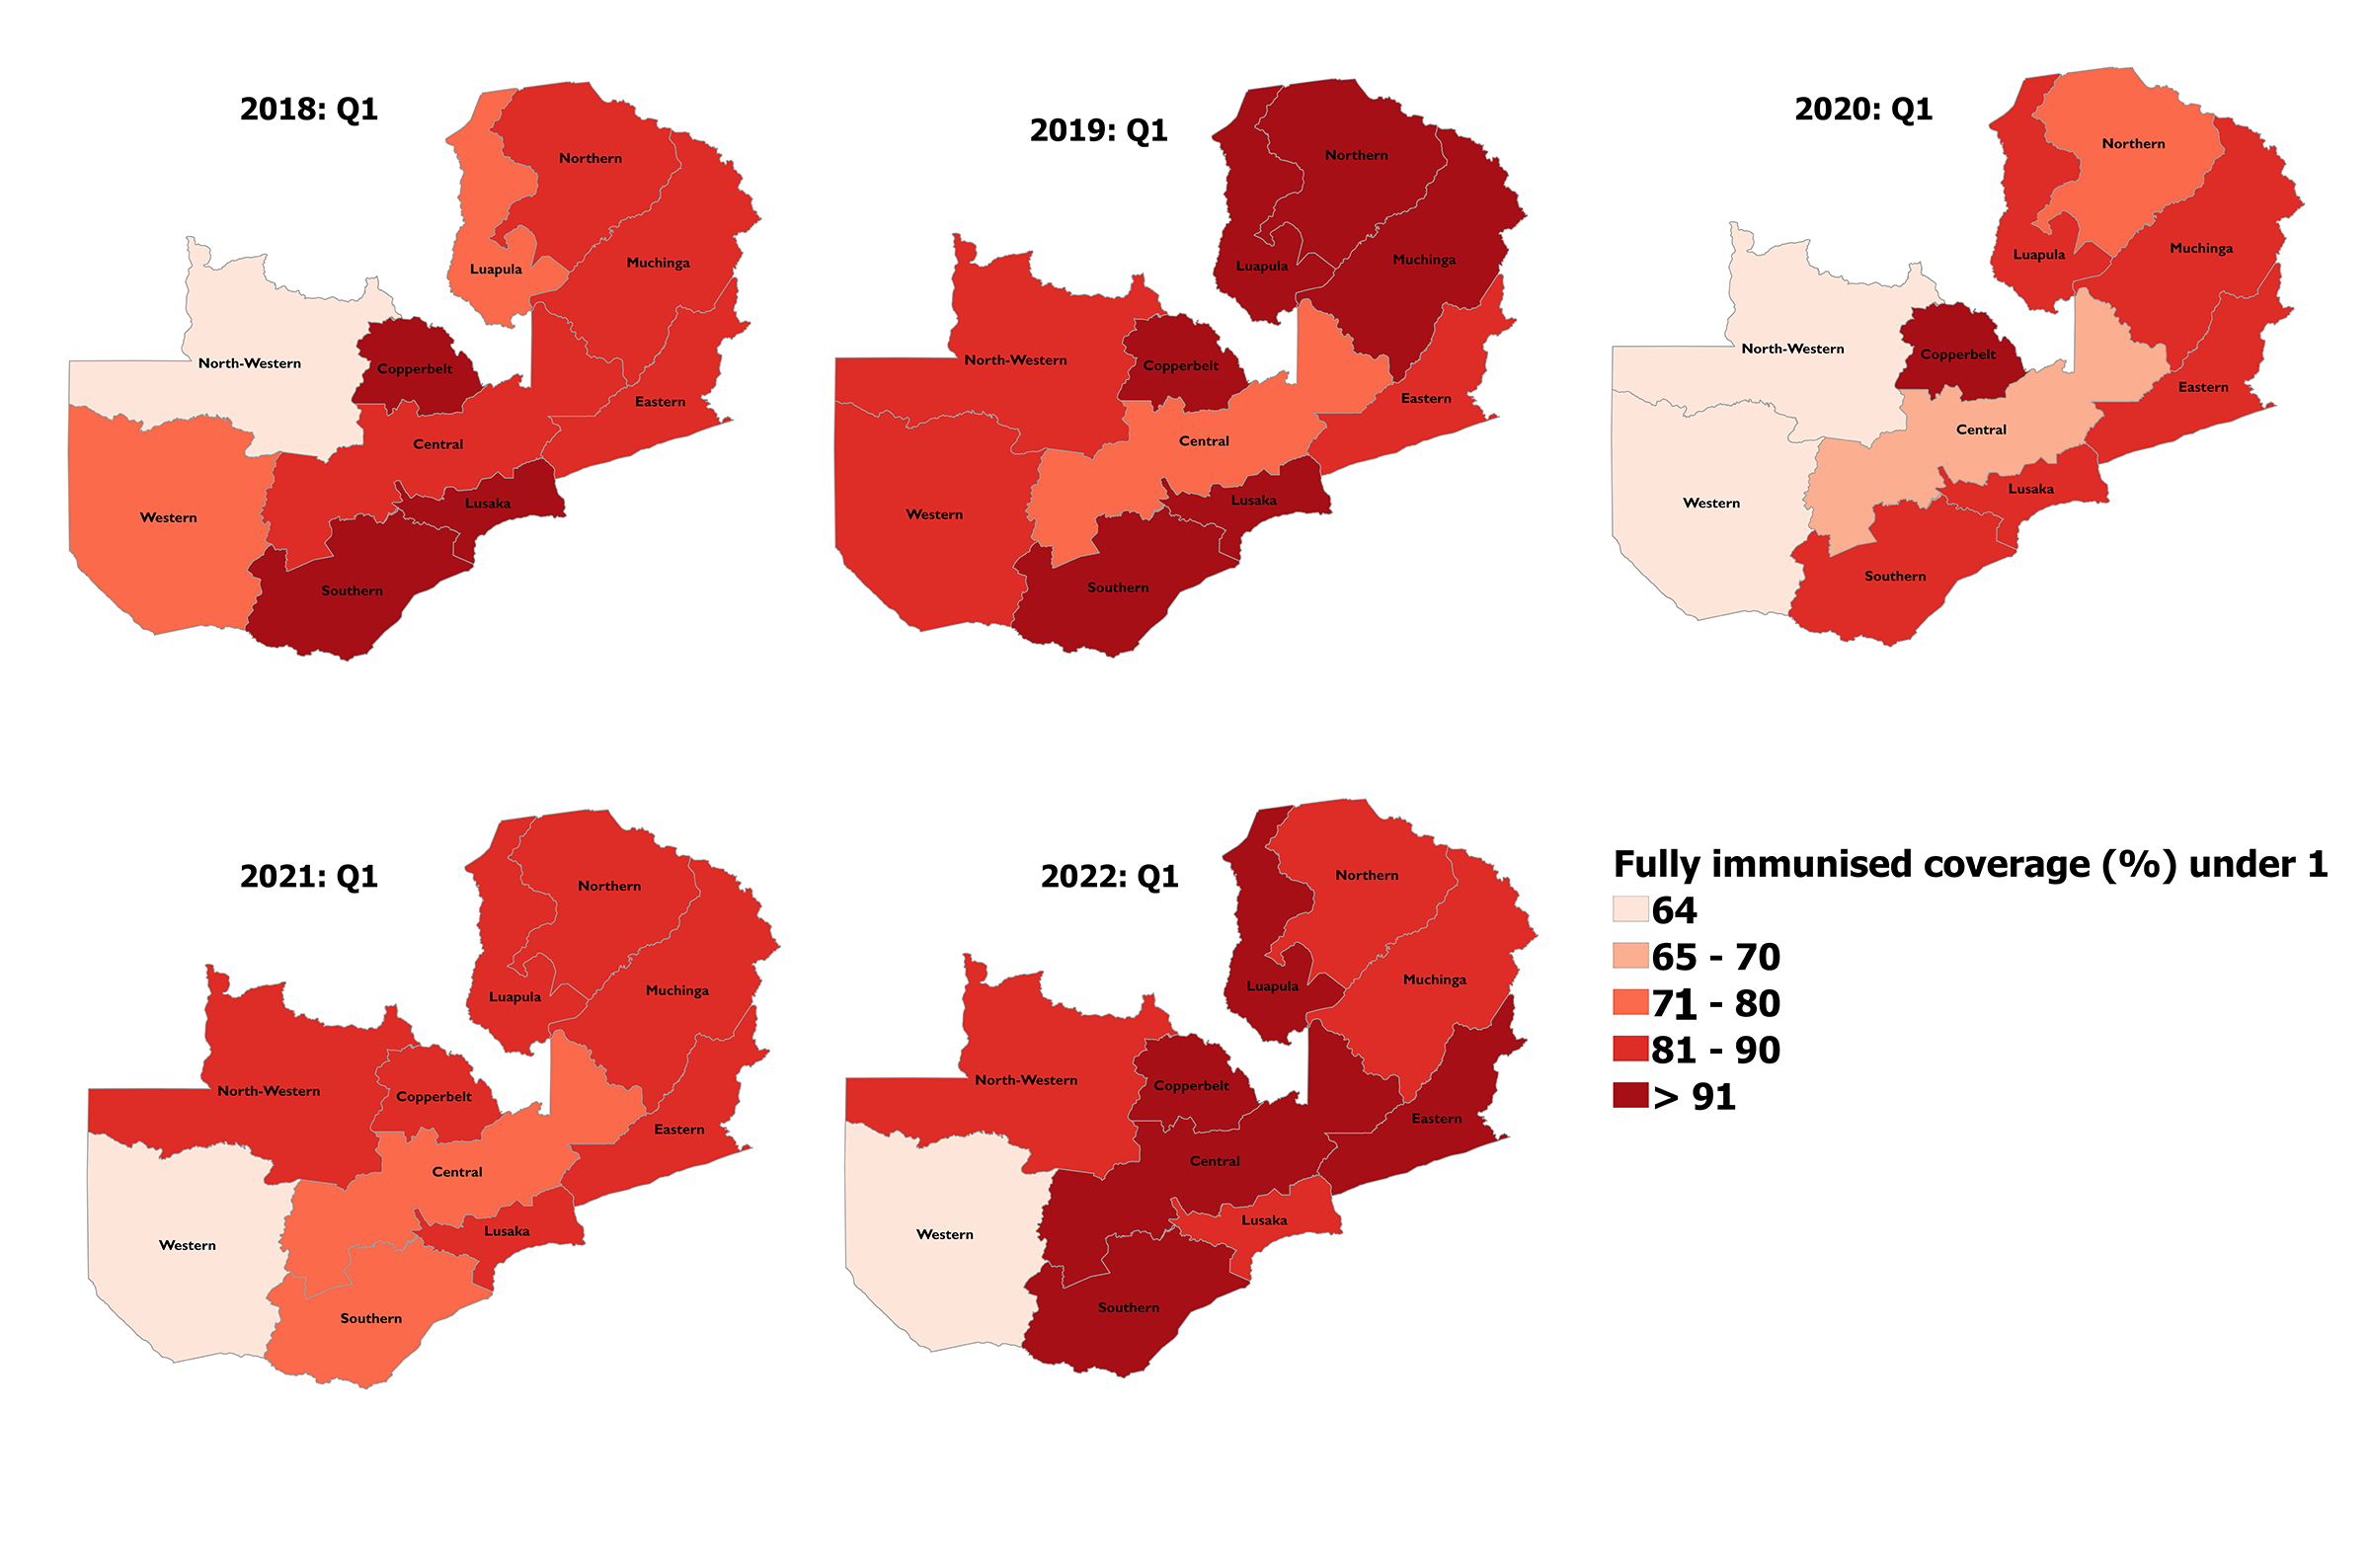 2018: Q1
Northern
Muchinga
Luapula
North-Western
Copperbelt
Eastern
Central
Lusaka
Western
Southern
2019: Q1
Northern
Muchinga
Luapula
North-Western
Copperbelt
Eastern
Central
Lusaka
Western
Southern
2020: Q1
Northern
Muchinga
Luapula
North-Western
Copperbelt
Eastern
Central
Lusaka
Western
Southern
2021: Q1
Northern
Muchinga
Luapula
North-Western
Copperbelt
Eastern
Central
Lusaka
Western
Southern
2022: Q1
Northern
Muchinga
Luapula
North-Western
Copperbelt
Eastern
Central
Lusaka
Western
Southern
Fully immunised coverage (%) under 1
64
65 - 70
71 - 80
81 - 90
> 91